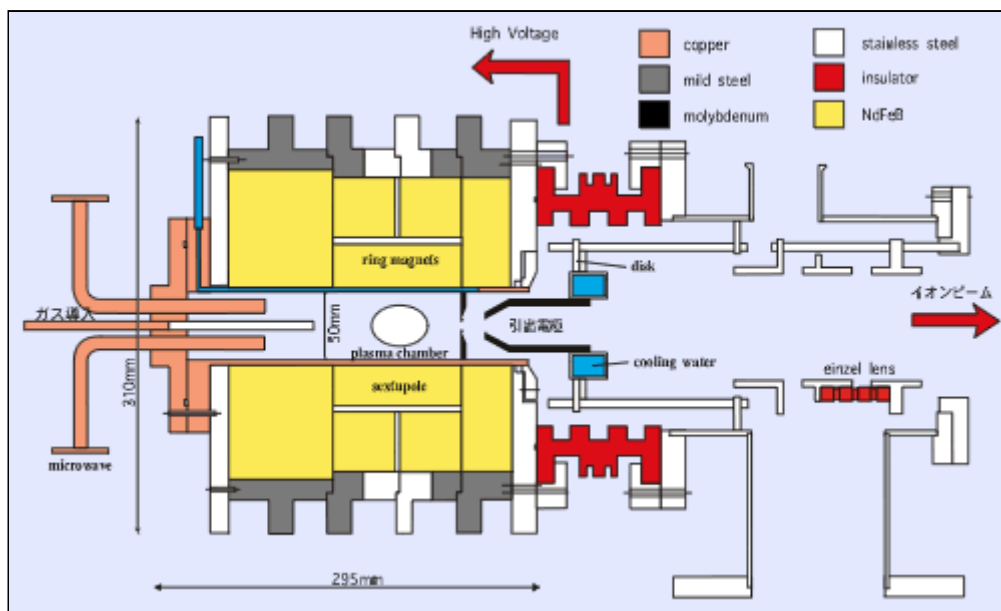 High Voltage
copper
mild steel
molybdenum
stainless steel
insulator
NdFeB
ring magnets
disk
イオンビーム
ガス導入
50mm
引出電極
plasma chamber
310mm
sextupole
cooling water
einzel lens
microwave
295mm